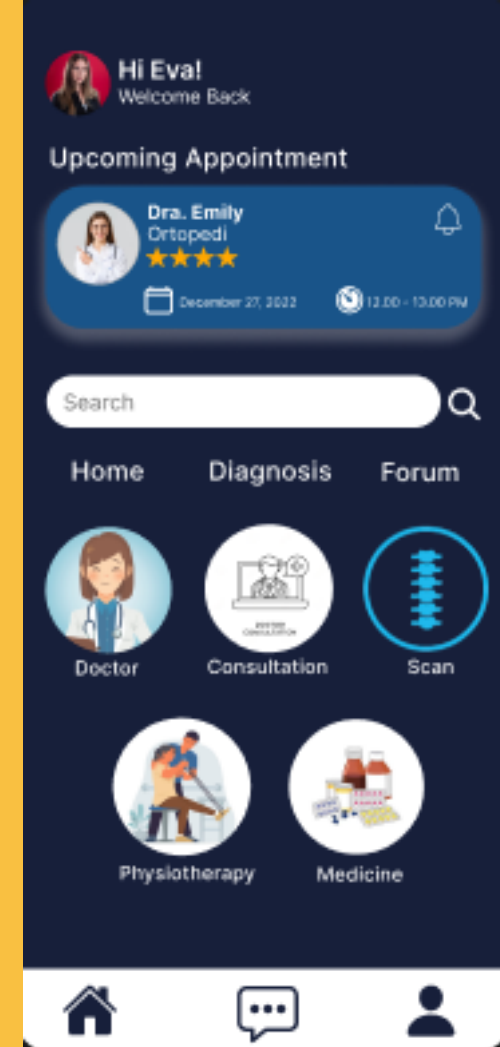 Hi Eva!
Welcome Back
Upcoming Appointment
Dra. Emily
Ortopedi
December 27, 2022
12.00 - 13.00 PM
Search
Home Diagnosis Forum
Doctor Consultation Scan
Physiotherapy Medicine